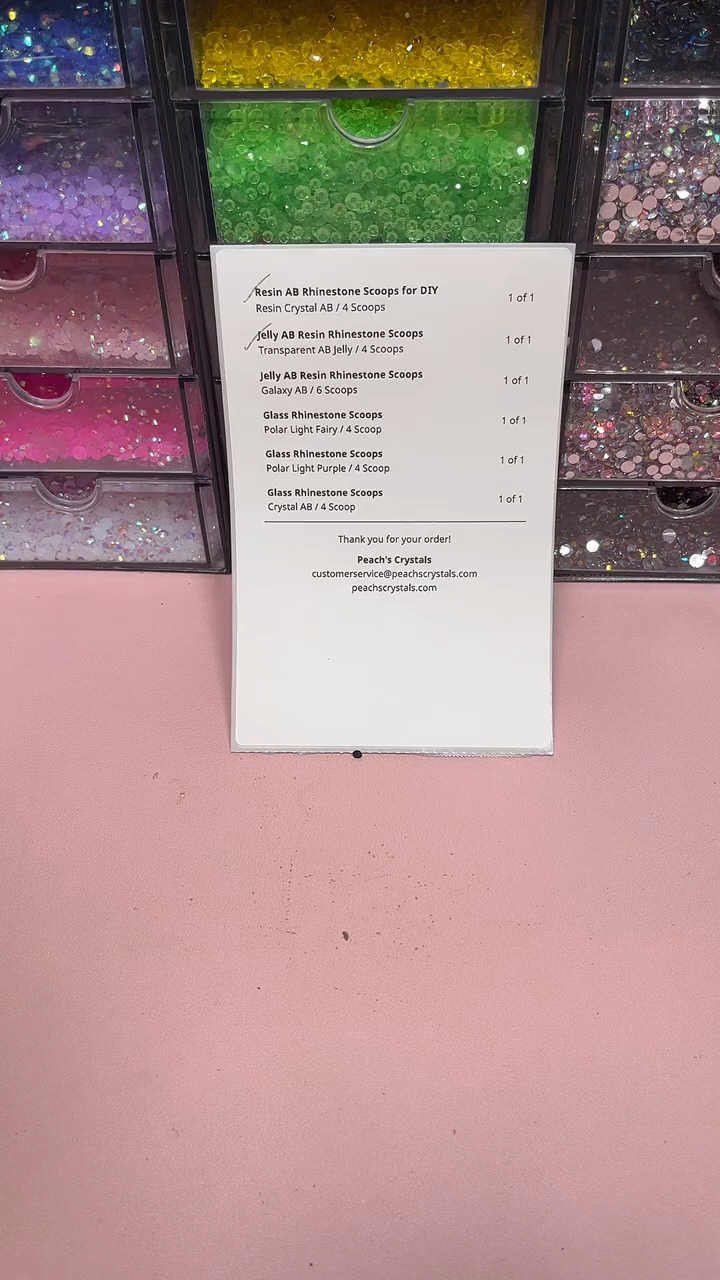 Resin AB Rhinestone Scoops for DIY 1 of 1
Resin Crystal AB / 4 Scoops
Jelly AB Resin Rhinestone Scoops 1 of 1
Transparent AB Jelly / 4 Scoops
Jelly AB Resin Rhinestone Scoops 1 of 1
Galaxy AB / 6 Scoops
Glass Rhinestone Scoops 1 of 1
Polar Light Fairy / 4 Scoop
Glass Rhinestone Scoops 1 of 1
Polar Light Purple / 4 Scoop
Glass Rhinestone Scoops 1 of 1
Crystal AB / 4 Scoop
Thank you for your order!
Peach's Crystals
customerservice@peachscrystals.com
peachscrystals.com